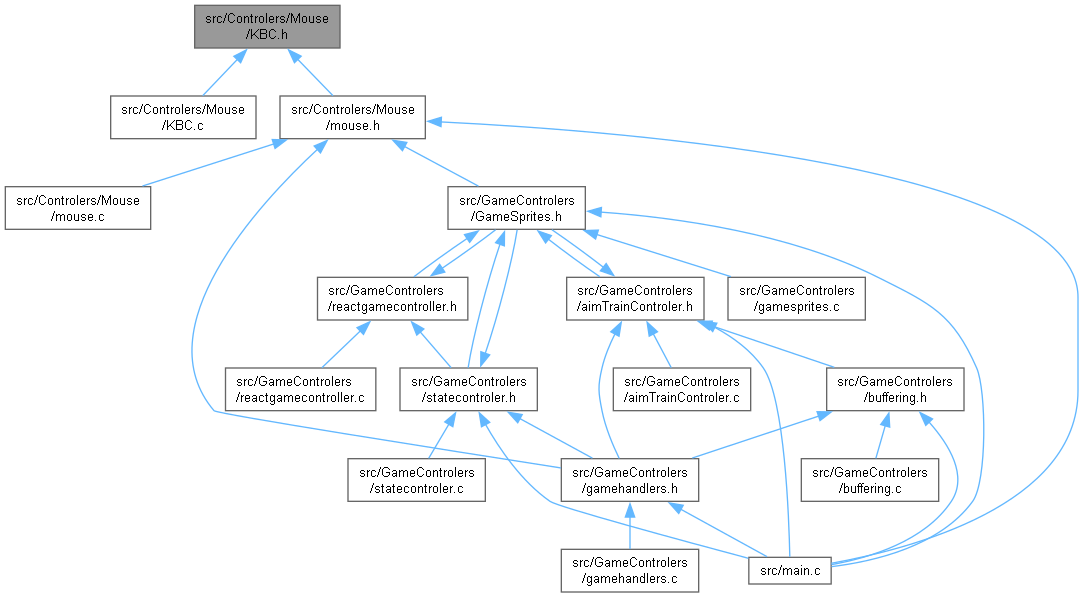 src/Controlers/Mouse
/KBC.h
src/Controlers/Mouse
/KBC.c
src/Controlers/Mouse
/mouse.h
src/Controlers/Mouse
/mouse.c
src/GameControlers
/GameSprites.h
src/GameControlers
/reactgamecontroller.h
src/GameControlers
/aimTrainControler.h
src/GameControlers
/gamesprites.c
src/GameControlers
/reactgamecontroller.c
src/GameControlers
/statecontroler.h
src/GameControlers
/aimTrainControler.c
src/GameControlers
/buffering.h
src/GameControlers
/statecontroler.c
src/GameControlers
/gamehandlers.h
src/GameControlers
/buffering.c
src/GameControlers
/gamehandlers.c
src/main.c